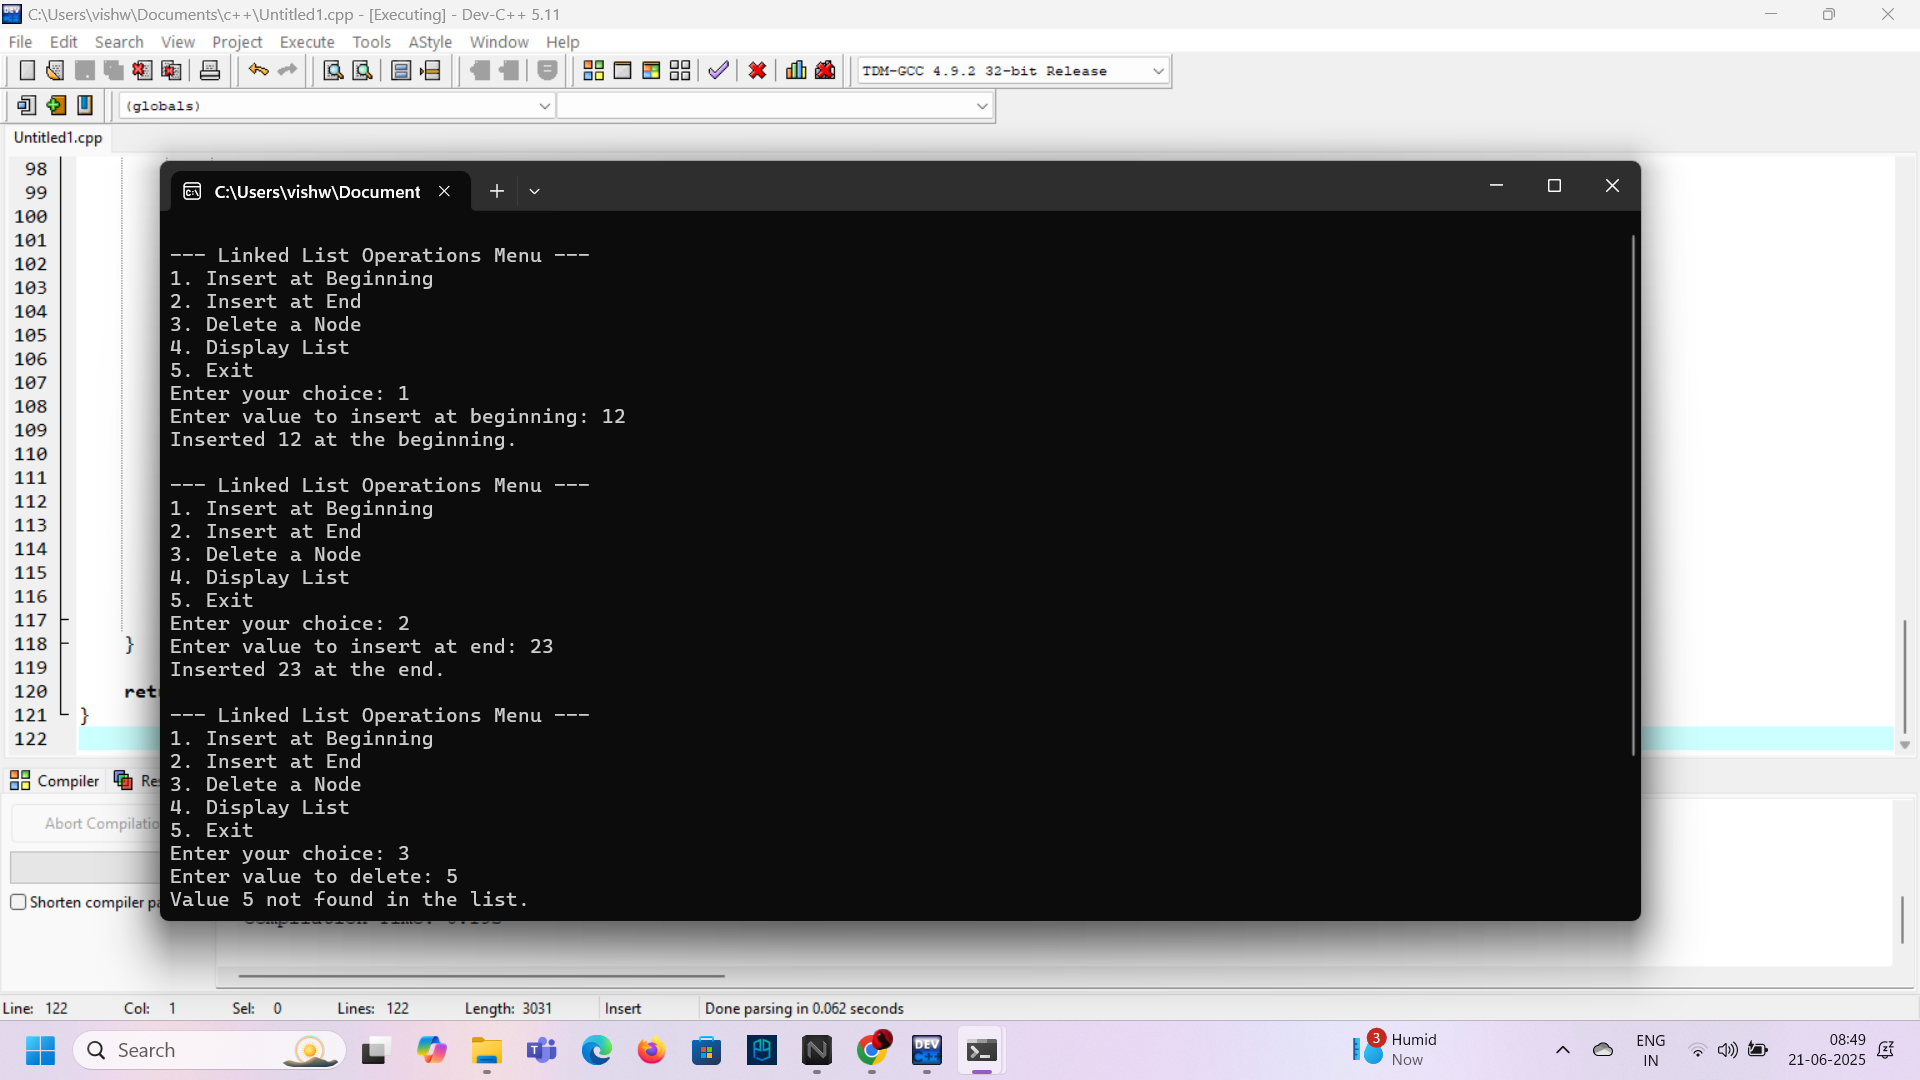 C:\Users\vishw\Documents\c++\Untitled1.cpp - [Executing] - Dev-C++ 5.11
File Edit Search View Project Execute Tools AStyle Window Help
TDM-GCC 4.9.2 32-bit Release
(globals)
Untitled1.cpp
C:\Users\vishw\Document
98
99
100
101
102
103
104
105
106
107
108
109
110
111
112
113
114
115
116
117
118 }
119
120 ret
121 }
122
--- Linked List Operations Menu ---
1. Insert at Beginning
2. Insert at End
3. Delete a Node
4. Display List
5. Exit
Enter your choice: 1
Enter value to insert at beginning: 12
Inserted 12 at the beginning.
--- Linked List Operations Menu ---
1. Insert at Beginning
2. Insert at End
3. Delete a Node
4. Display List
5. Exit
Enter your choice: 2
Enter value to insert at end: 23
Inserted 23 at the end.
--- Linked List Operations Menu ---
1. Insert at Beginning
2. Insert at End
3. Delete a Node
4. Display List
5. Exit
Enter your choice: 3
Enter value to delete: 5
Value 5 not found in the list.
Compiler Res
Abort Compilatio
Shorten compiler pa
Line: 122 Col: 1 Sel: 0 Lines: 122 Length: 3031 Insert Done parsing in 0.062 seconds
Search
DEV
3
Humid
Now
ENG
IN
08:49
21-06-2025